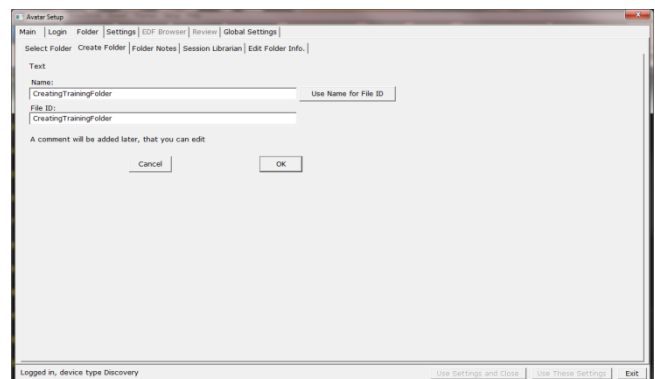 Avatar Setup
Main Login Folder Settings EDF Browser Review Global Settings
Select Folder Create Folder Folder Notes Session Librarian Edit Folder Info.
Text
Name:
CreatingTrainingFolder Use Name for File ID
File ID:
CreatingTrainingFolder
A comment will be added later, that you can edit
Cancel OK
Logged in, device type Discovery Use Settings and Close Use These Settings Exit